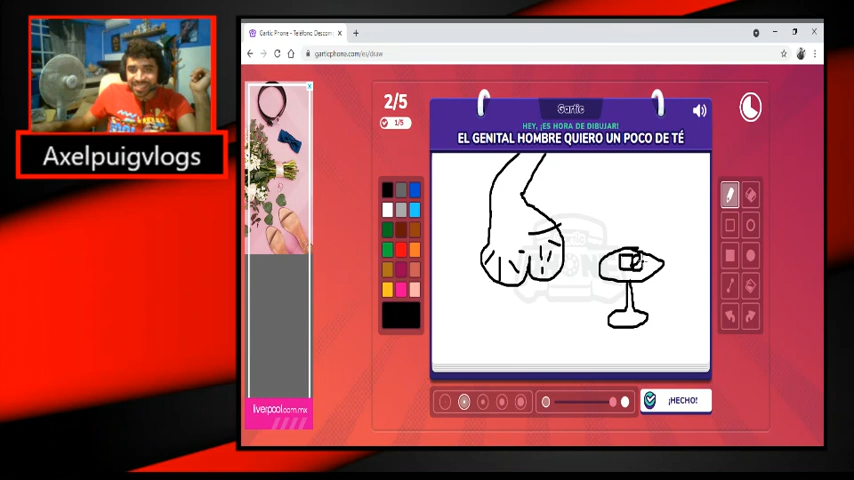 Axelpuigvlogs
Gartic Phone - Teléfono Descom
garticphone.com/es/draw
2/5
1/5
Gartic
HEY, ¡ES HORA DE DIBUJAR!
EL GENITAL HOMBRE QUIERO UN POCO DE TÉ
¡HECHO!
liverpool.com.mx